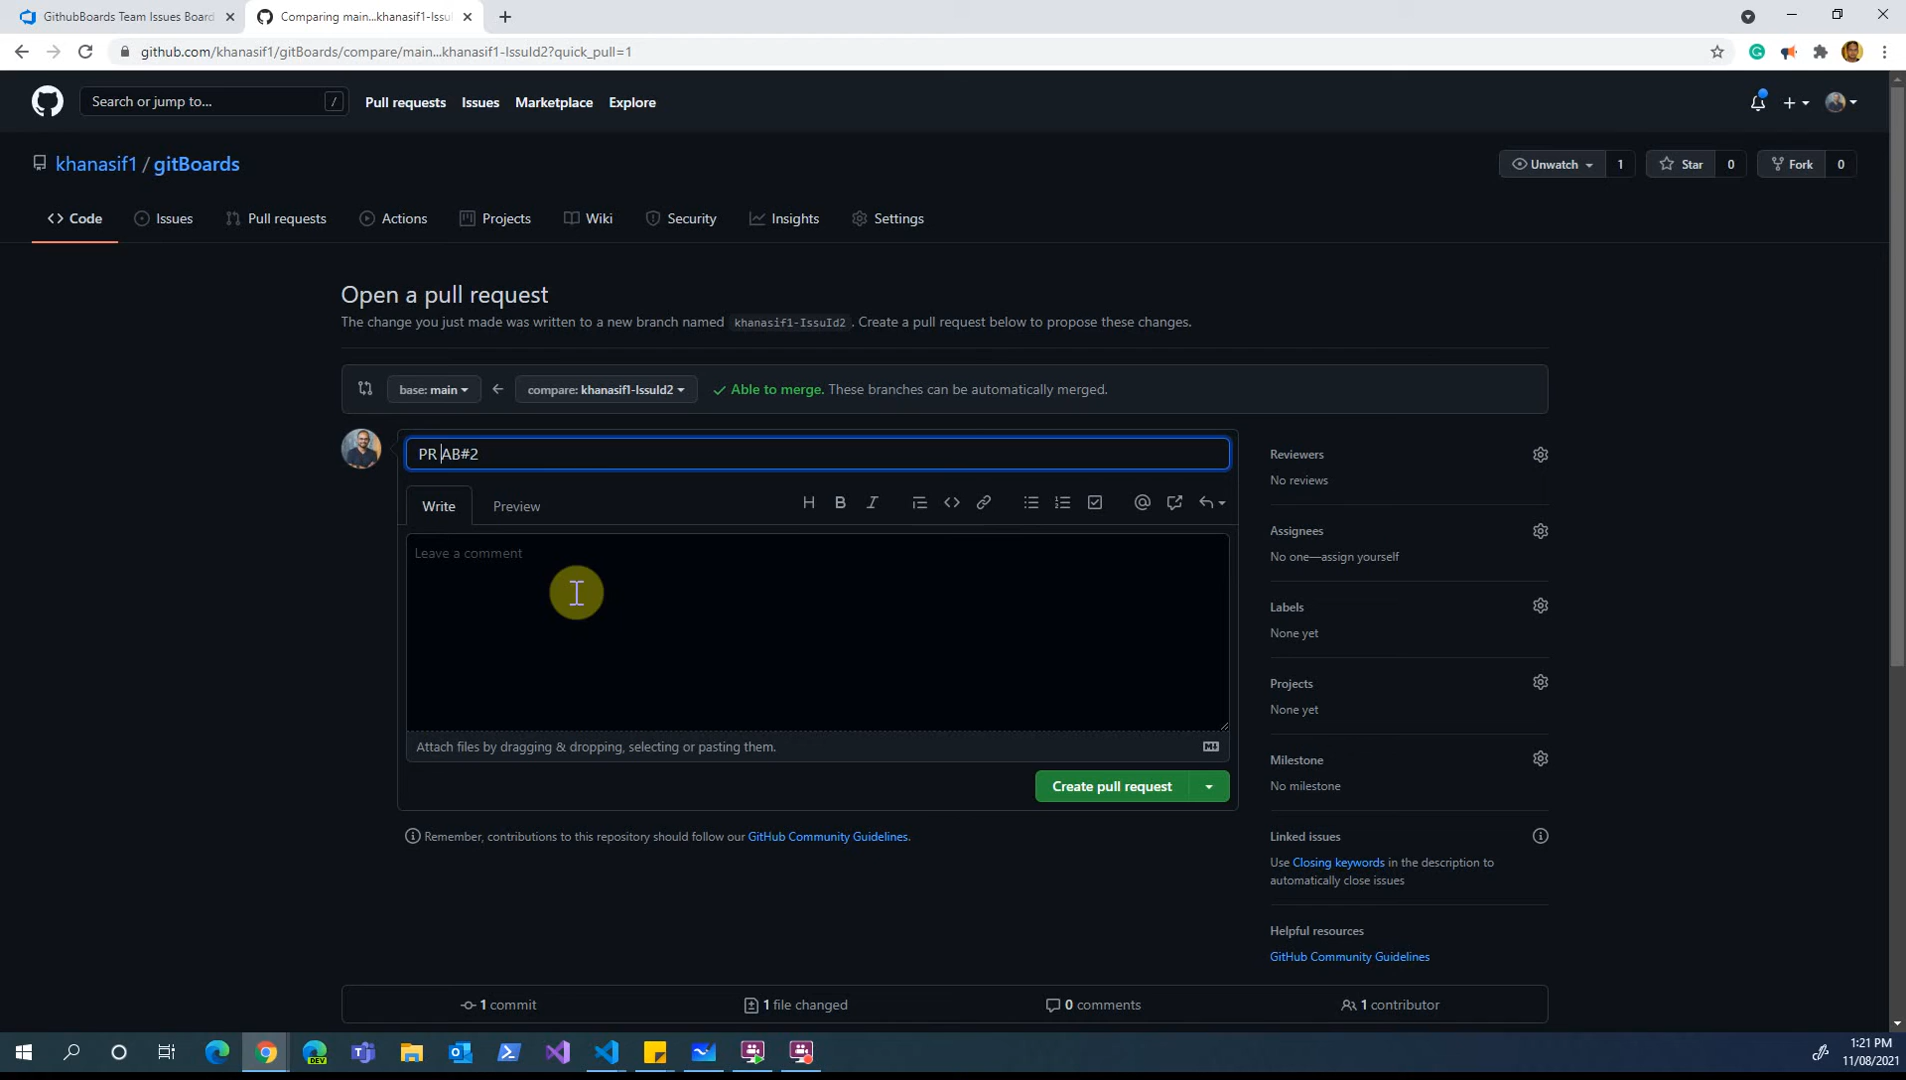 GithubBoards Team Issues Board
Comparing main...khanasif1-Issu
github.com/khanasif1/gitBoards/compare/main...khanasif1-IssuId2?quick_pull=1
Search or jump to...
/
Pull requests
Issues
Marketplace
Explore
khanasif1 / gitBoards
Unwatch
1
Star
0
Fork
0
Code
Issues
Pull requests
Actions
Projects
Wiki
Security
Insights
Settings
Open a pull request
The change you just made was written to a new branch named khanasif1-IssuId2. Create a pull request below to propose these changes.
base: main
compare: khanasif1-IssuId2
Able to merge. These branches can be automatically merged.
PR AB#2
Write
Preview
Leave a comment
Attach files by dragging & dropping, selecting or pasting them.
Create pull request
Remember, contributions to this repository should follow our GitHub Community Guidelines.
Reviewers
No reviews
Assignees
No one—assign yourself
Labels
None yet
Projects
None yet
Milestone
No milestone
Linked issues
Use Closing keywords in the description to
automatically close issues
Helpful resources
GitHub Community Guidelines
1 commit
1 file changed
0 comments
1 contributor
DEV
1:21 PM
11/08/2021